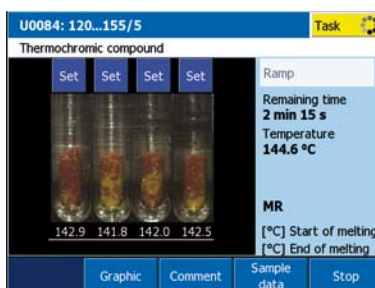 U0084: 120...155/5
Task
Thermochromic compound
Set Set Set Set
Ramp
Remaining time
2 min 15 s
Temperature
144.6 °C
MR
142.9 141.8 142.0 142.5
[°C] Start of melting
[°C] End of melting
Graphic
Comment
Sample
data
Stop